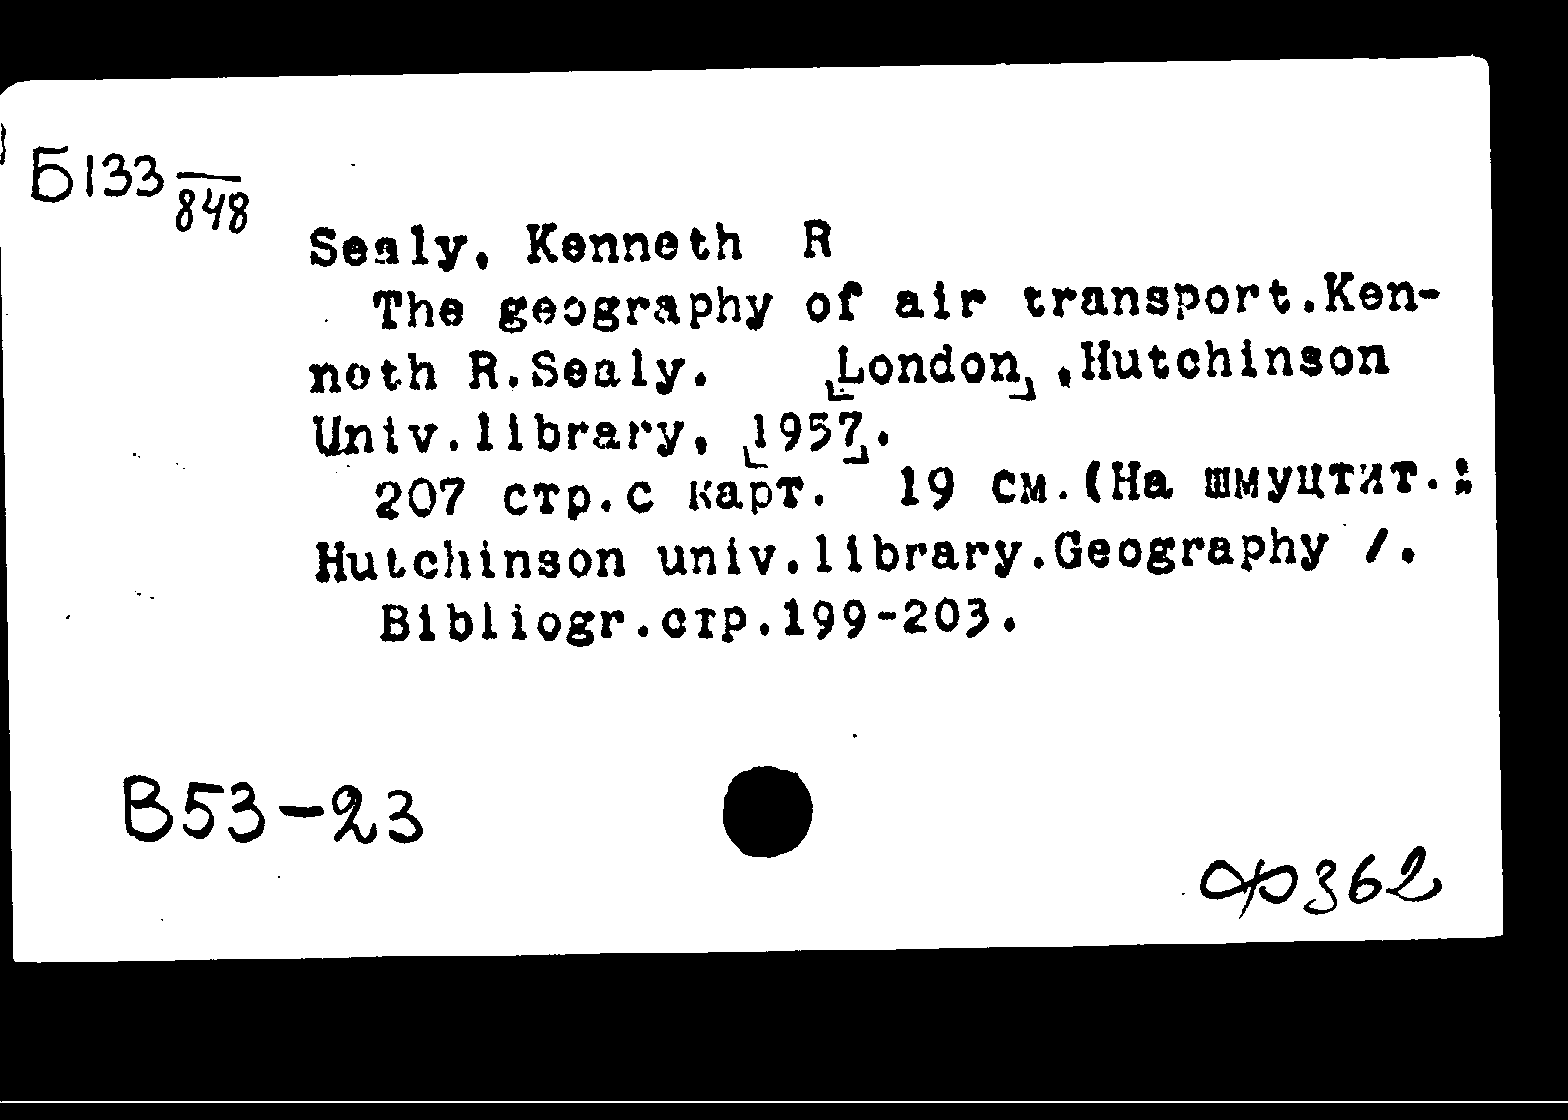 Б133
848
Sealy, Kenneth R
The geography of air transport.Ken-
neth R.Sealy. [London], Hutchinson
Univ.library, [1957].
207 стр.с карт. 19 см.(На шмуцтит.:
Hutchinson univ.library.Geography /.
Bibliogr.стр.199-203.
B53-23
ф362